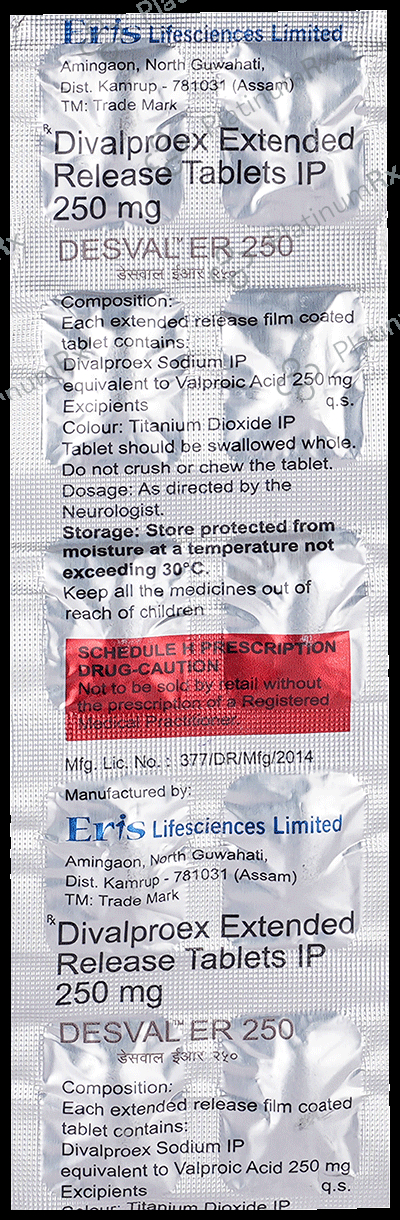 Eris Lifesciences Limited
Amingaon, North Guwahati,
Dist. Kamrup - 781031 (Assam)
TM: Trade Mark
Rx Divalproex Extended
Release Tablets IP
250 mg
DESVAL™ ER 250
डेसवाल ईआर २५०
Composition:
Each extended release film coated
tablet contains:
Divalproex Sodium IP
equivalent to Valproic Acid 250 mg
Excipients q.s.
Colour: Titanium Dioxide IP
Tablet should be swallowed whole.
Do not crush or chew the tablet.
Dosage: As directed by the
Neurologist.
Storage: Store protected from
moisture at a temperature not
exceeding 30°C.
Keep all the medicines out of
reach of children
SCHEDULE H PRESCRIPTION
DRUG-CAUTION
Not to be sold by retail without
the prescription of a Registered
Medical Practitioner.
Mfg. Lic. No. : 377/DR/Mfg/2014
Manufactured by:
Eris Lifesciences Limited
Amingaon, North Guwahati,
Dist. Kamrup - 781031 (Assam)
TM: Trade Mark
Rx Divalproex Extended
Release Tablets IP
250 mg
DESVAL™ ER 250
डेसवाल ईआर २५०
Composition:
Each extended release film coated
tablet contains:
Divalproex Sodium IP
equivalent to Valproic Acid 250 mg
Excipients q.s.
Colour: Titanium Dioxide IP
PlatinumRx